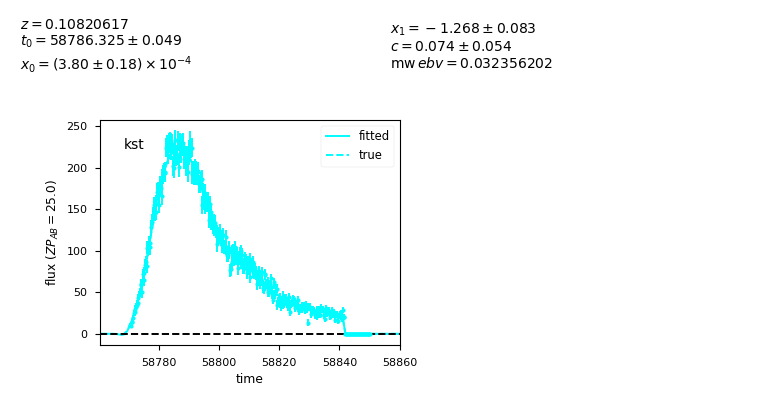 z = 0.10820617
t₀ = 58786.325 ± 0.049
x₀ = (3.80 ± 0.18) × 10⁻⁴
x₁ = −1.268 ± 0.083
c = 0.074 ± 0.054
mwebv = 0.032356202
kst
fitted
true
250
200
150
100
50
0
flux (ZP_AB = 25.0)
58780 58800 58820 58840 58860
time